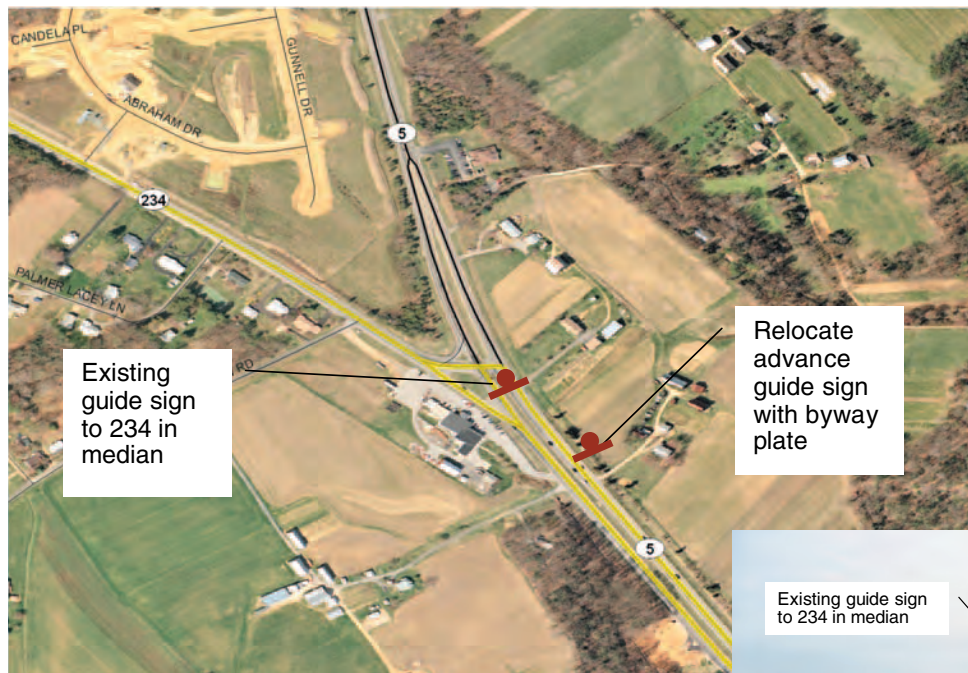 CANDELA PL
GUNNELL DR
ABRAHAM DR
5
234
PALMER LACEY LN
RD
Existing
guide sign
to 234 in
median
Relocate
advance
guide sign
with byway
plate
5
Existing guide sign
to 234 in median